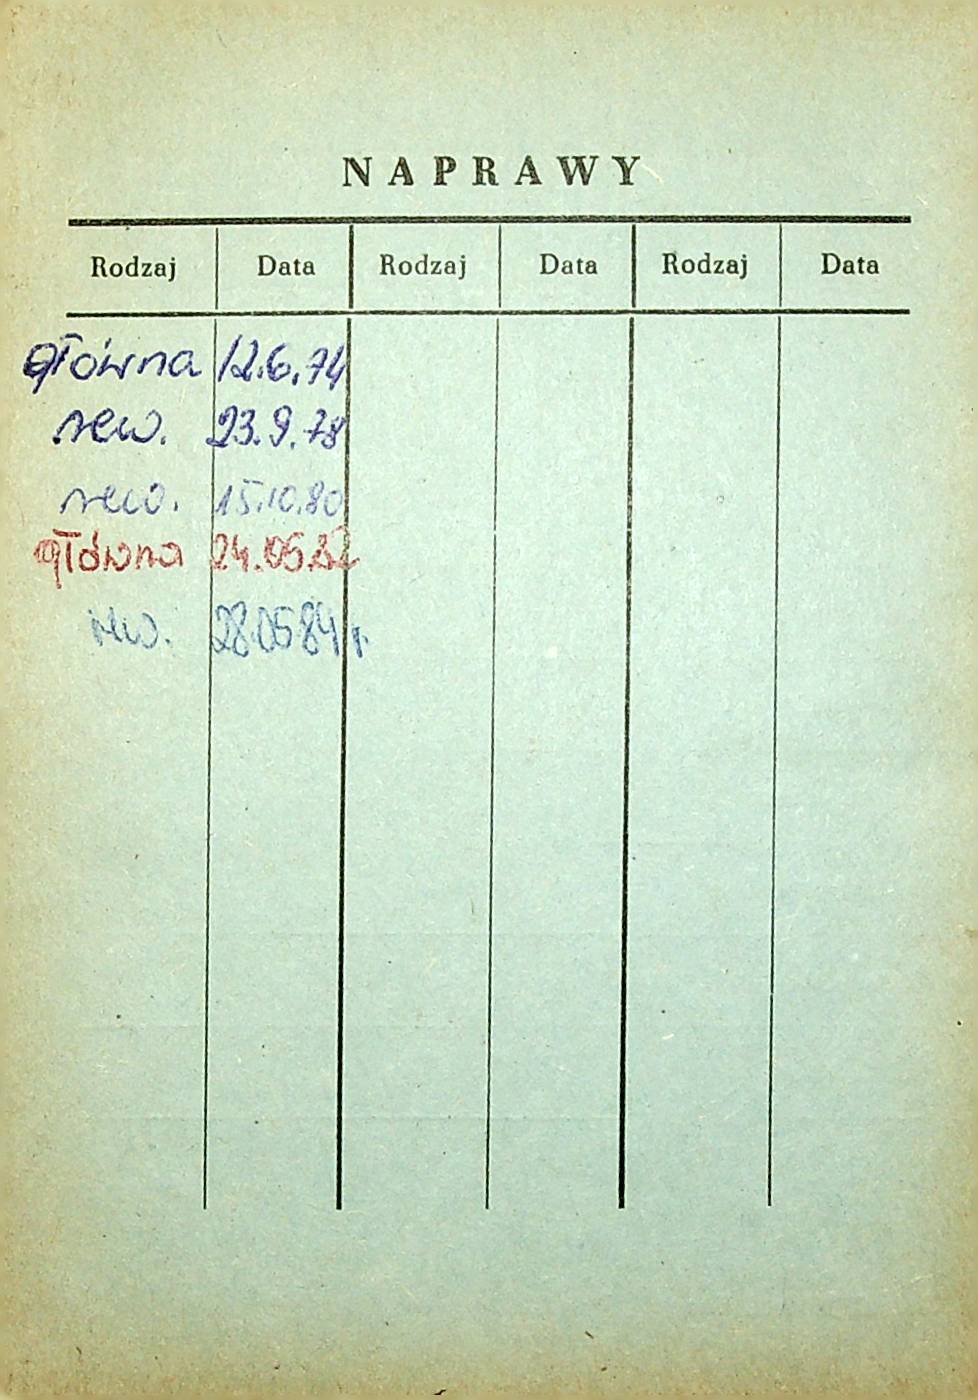 NAPRAWY
Rodzaj Data Rodzaj Data Rodzaj Data
główna 12.6.74
rew. 23.9.78
rew. 15.10.80
główna 24.05.82
rew. 28.05.84 r.